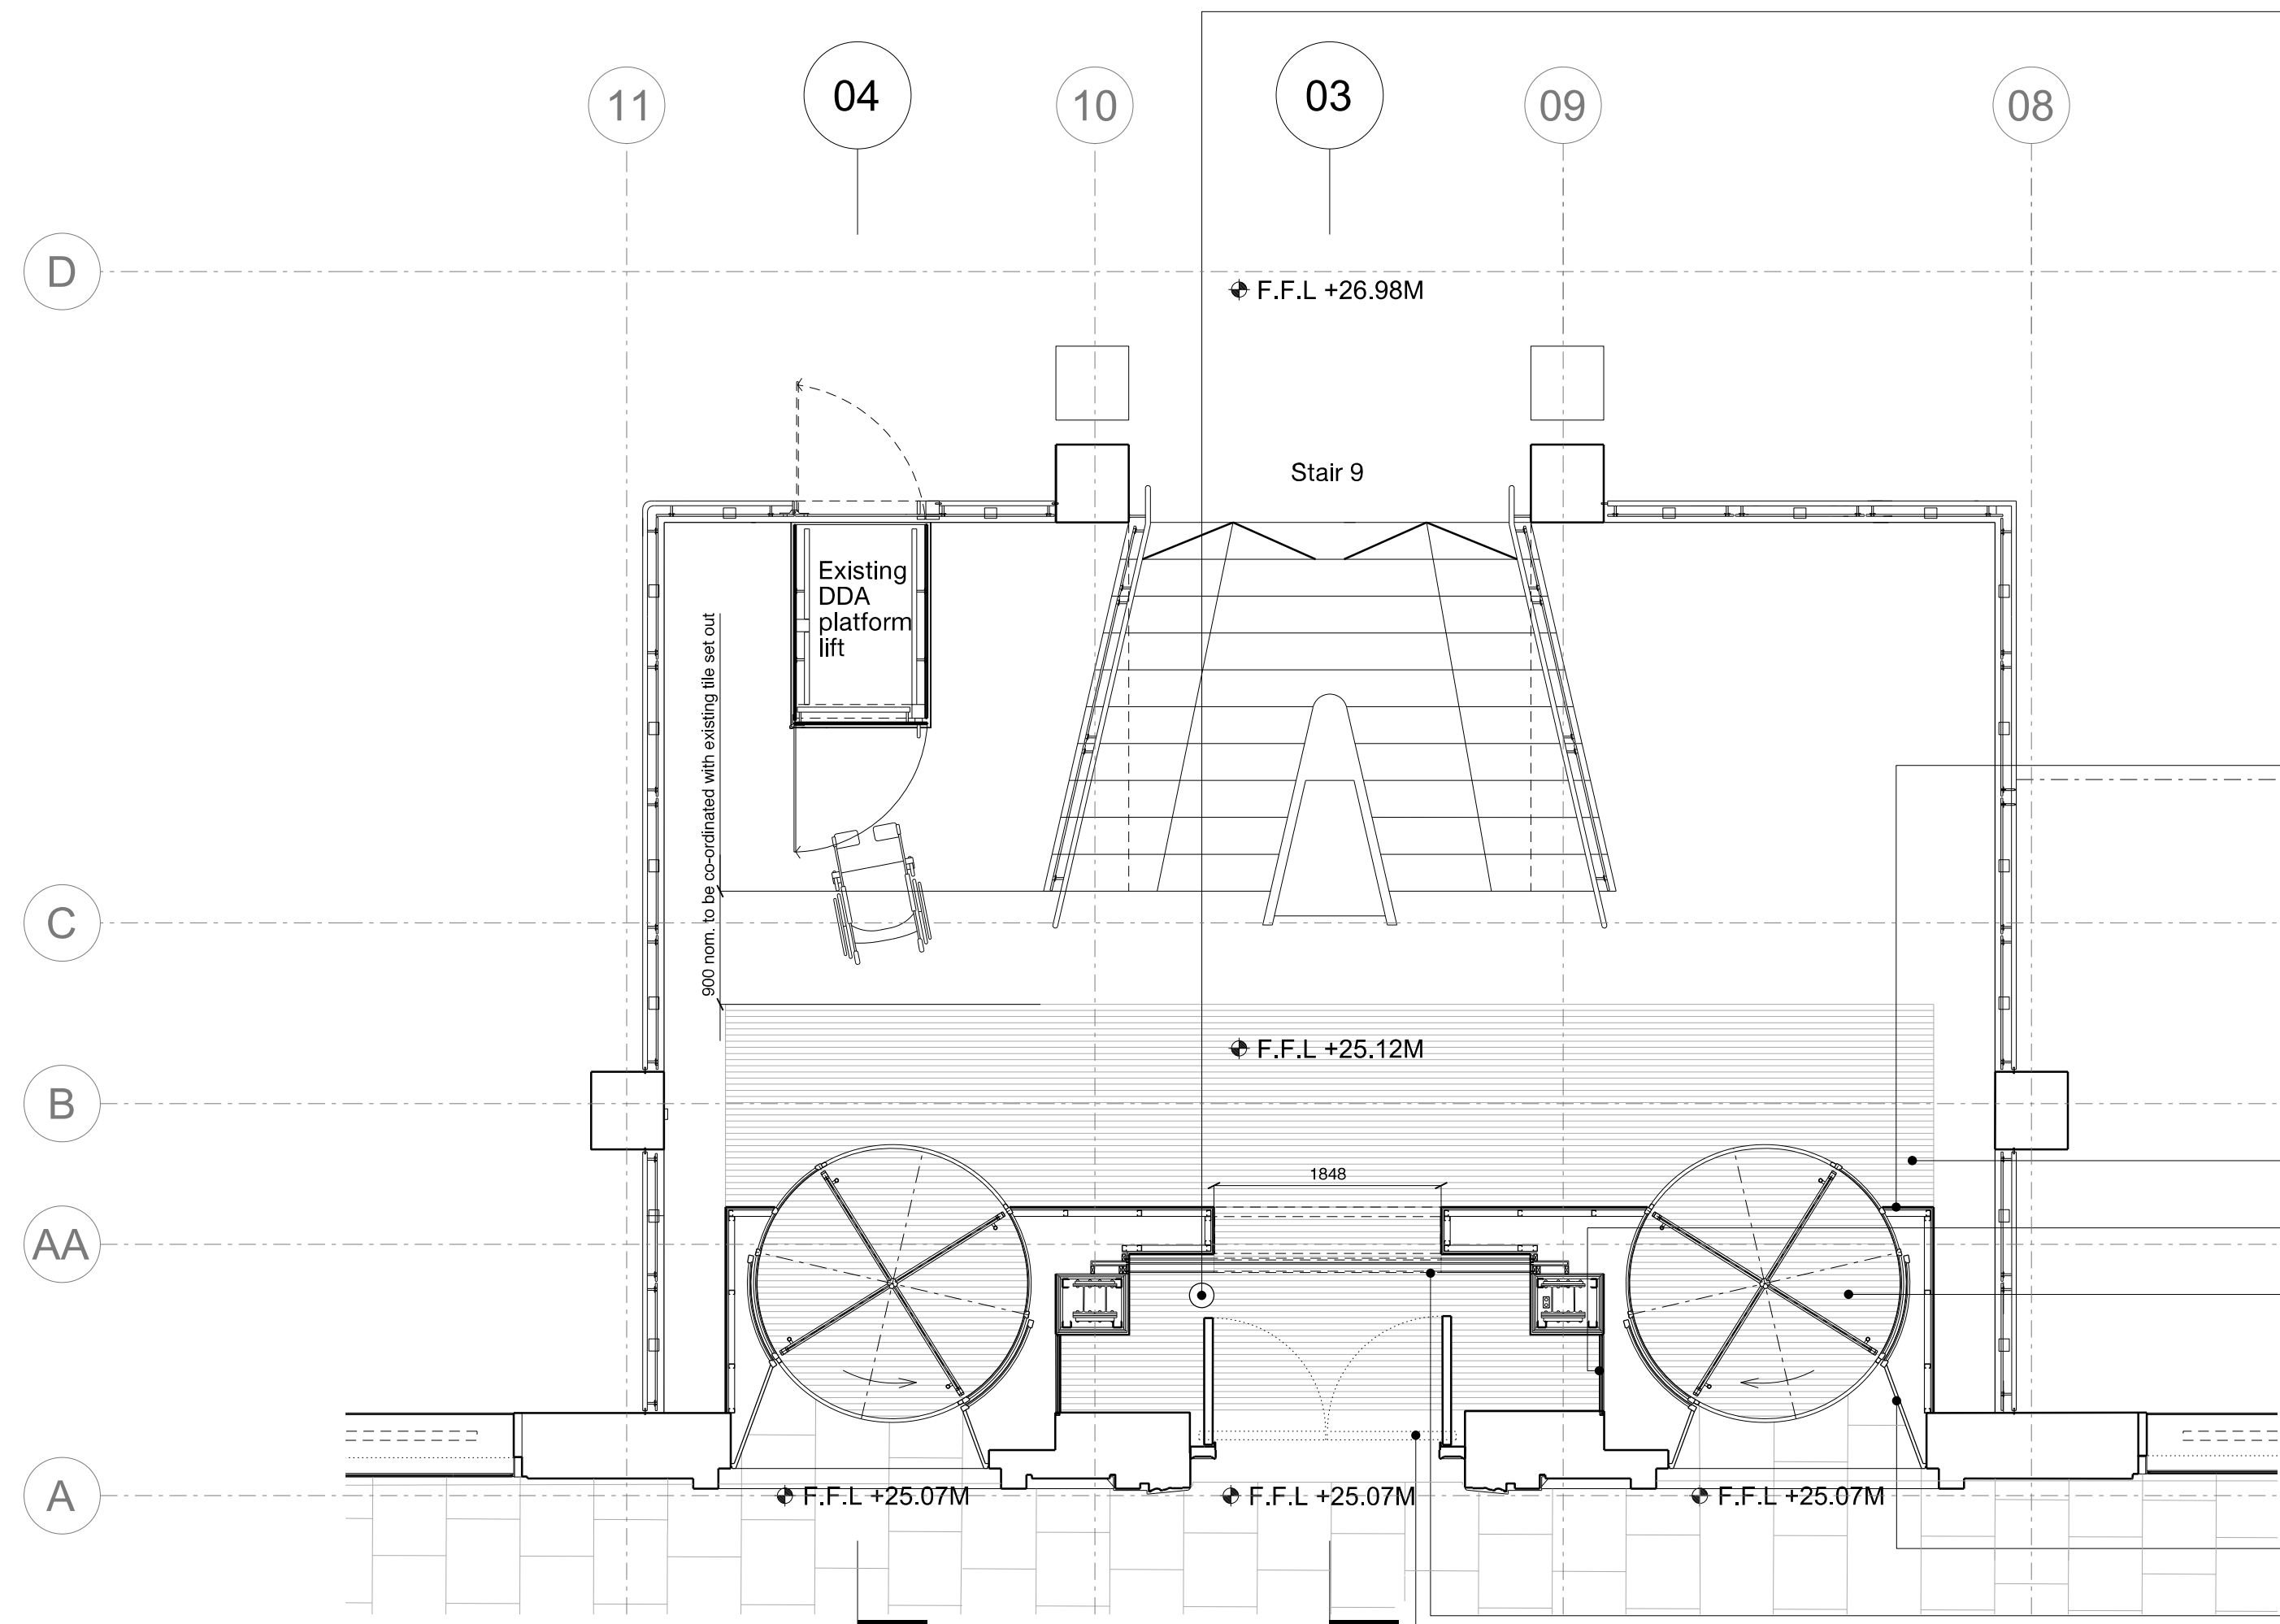 11
04
10
03
09
08
D
F.F.L +26.98M
Stair 9
Existing
DDA
platform
lift
900 nom. to be co-ordinated with existing tile set out
C
F.F.L +25.12M
B
1848
AA
A
F.F.L +25.07M
F.F.L +25.07M
F.F.L +25.07M